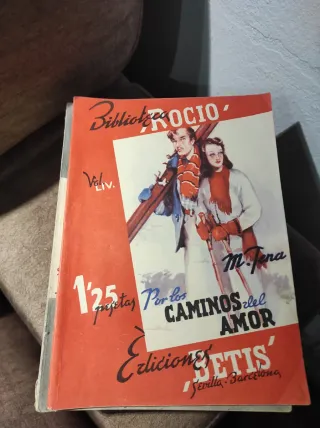 Biblioteca 'ROCIO'
Vol. LIV.
M. Tena
1'25 pesetas
Por los
CAMINOS del
AMOR
Ediciones
'BETIS'
Sevilla-Barcelona